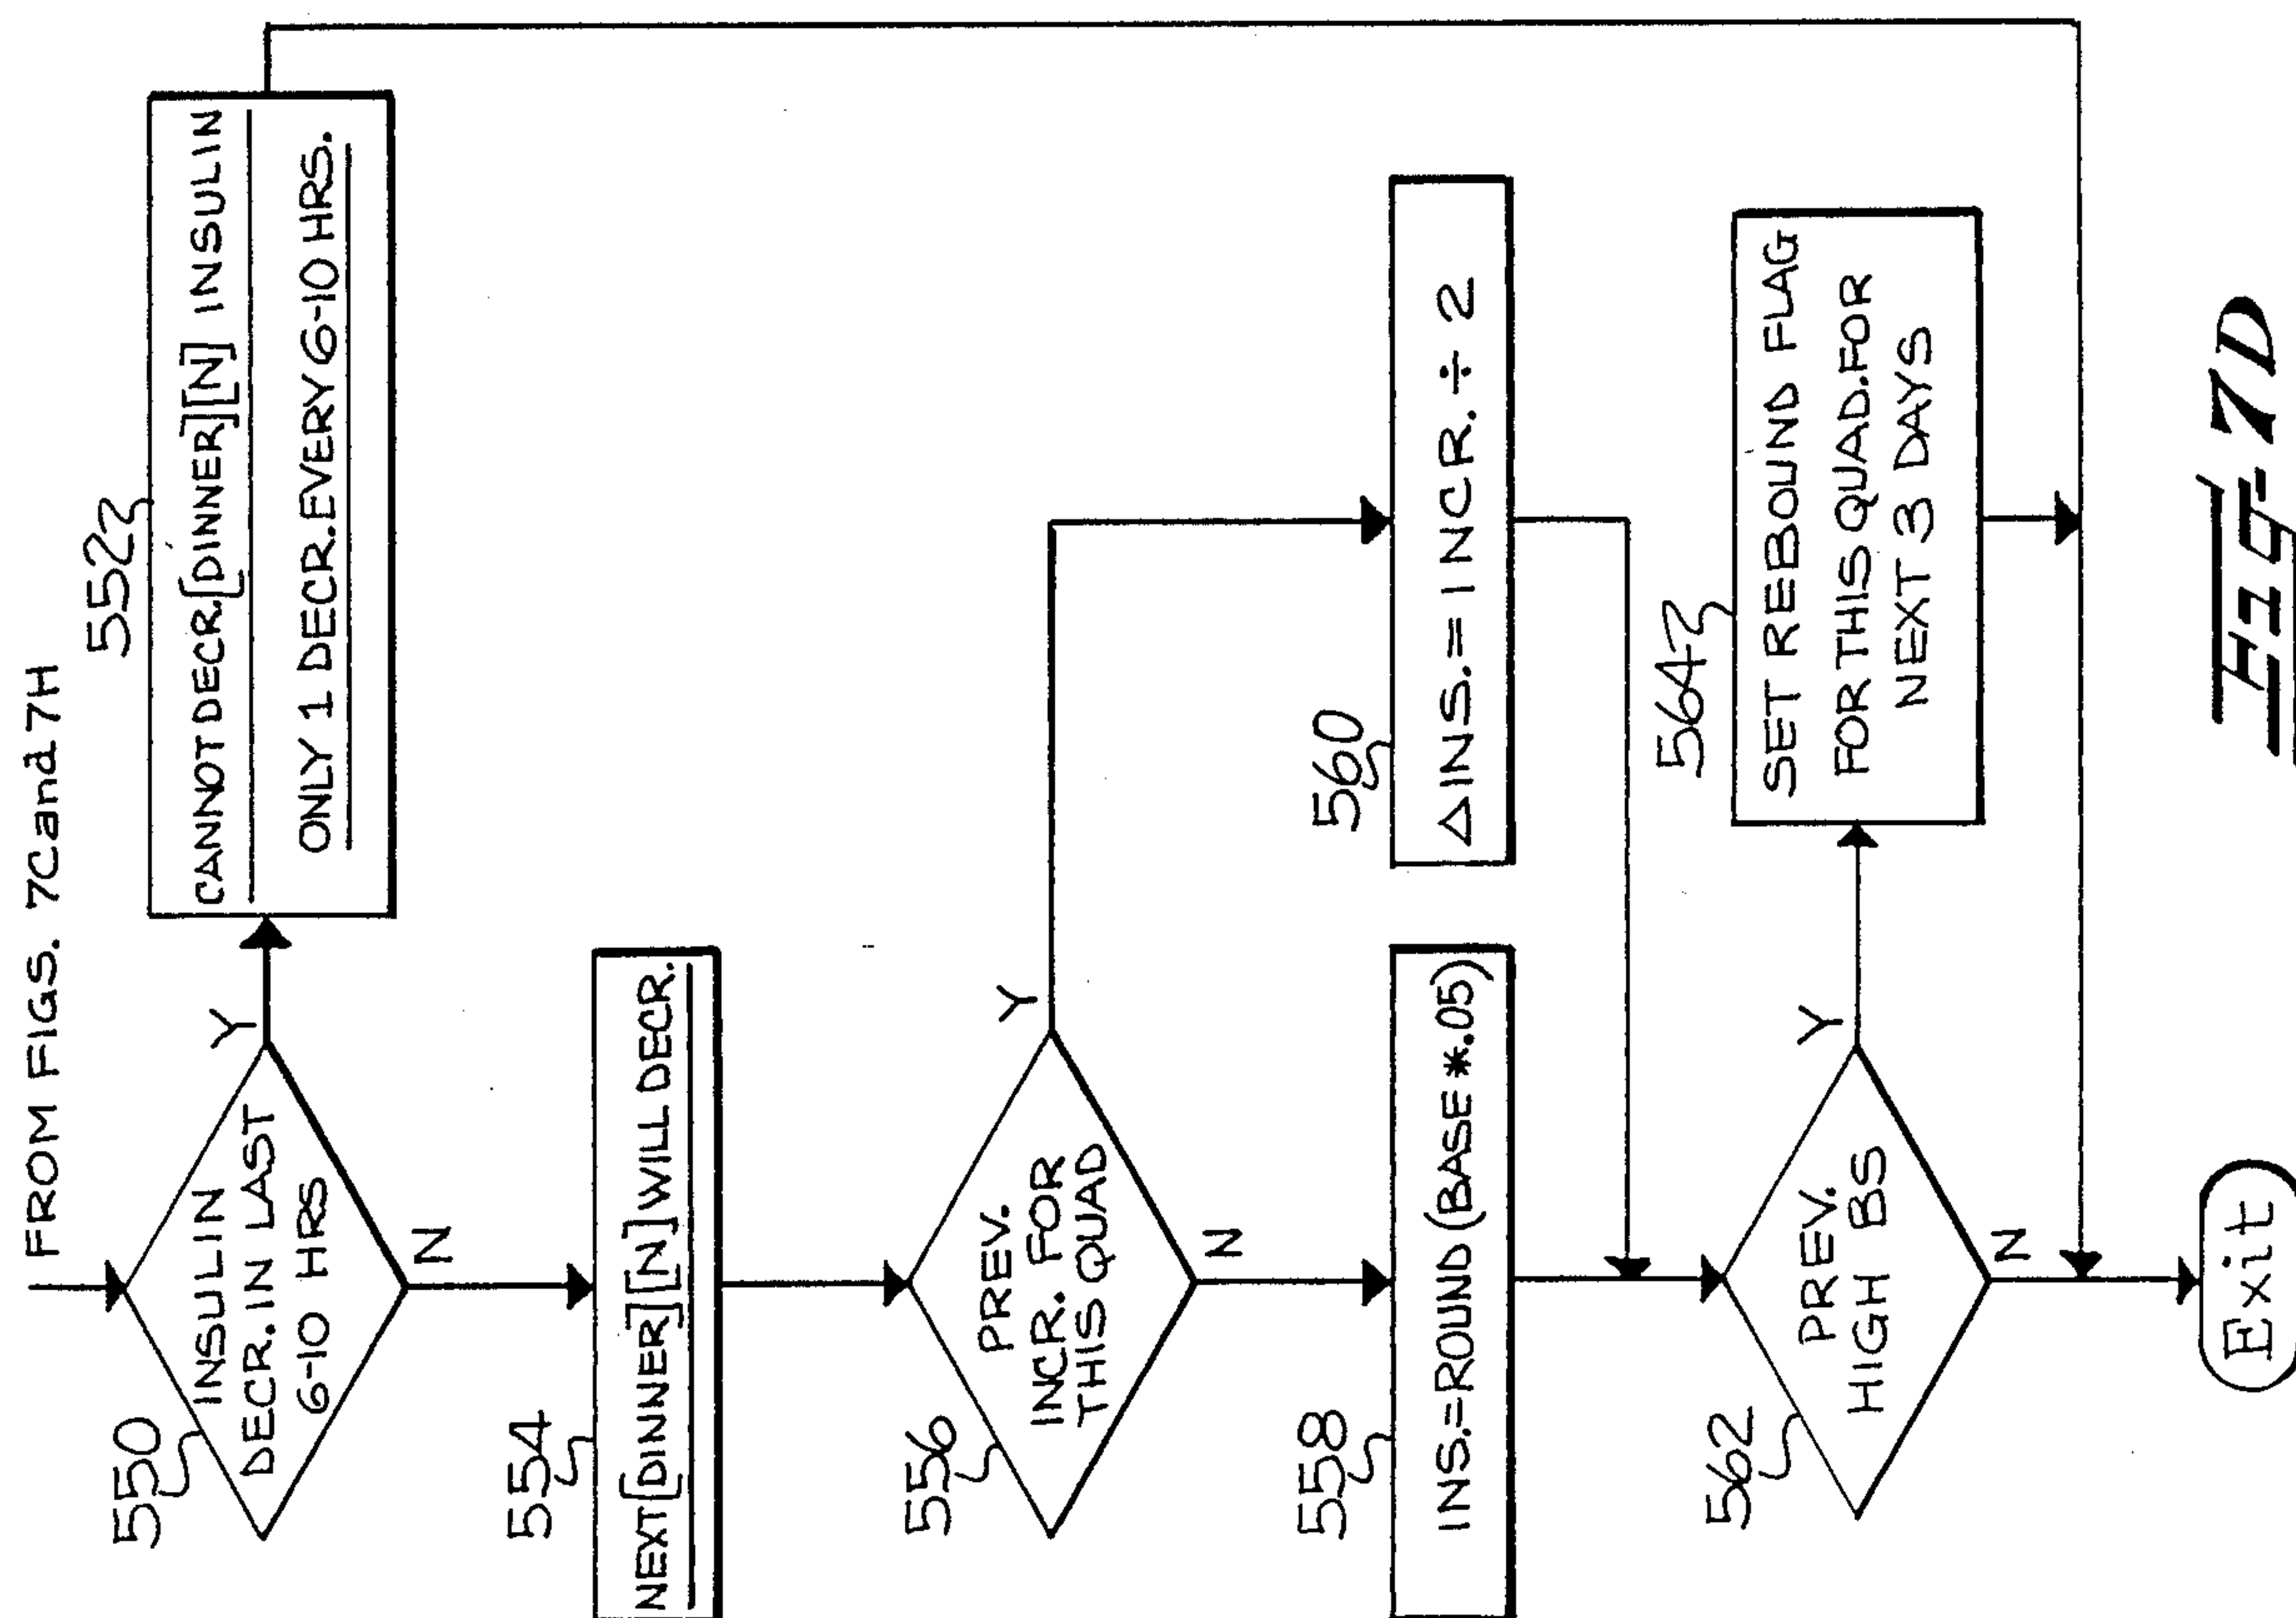 FROM FIGS. 7C and 7H
550
INSULIN
DECR. IN LAST
6-10 HRS
Y
N
552
CANNOT DECR. [DINNER] [N] INSULIN
ONLY 1 DECR. EVERY 6-10 HRS.
554
NEXT [DINNER] [N] WILL DECR.
556
PREV.
INCR. FOR
THIS QUAD
Y
N
558
INS.=ROUND (BASE *.05)
560
△INS.= INCR. ÷ 2
562
PREV.
HIGH BS
Y
N
564
SET REBOUND FLAG
FOR THIS QUAD. FOR
NEXT 3 DAYS
Exit
Fig-7D